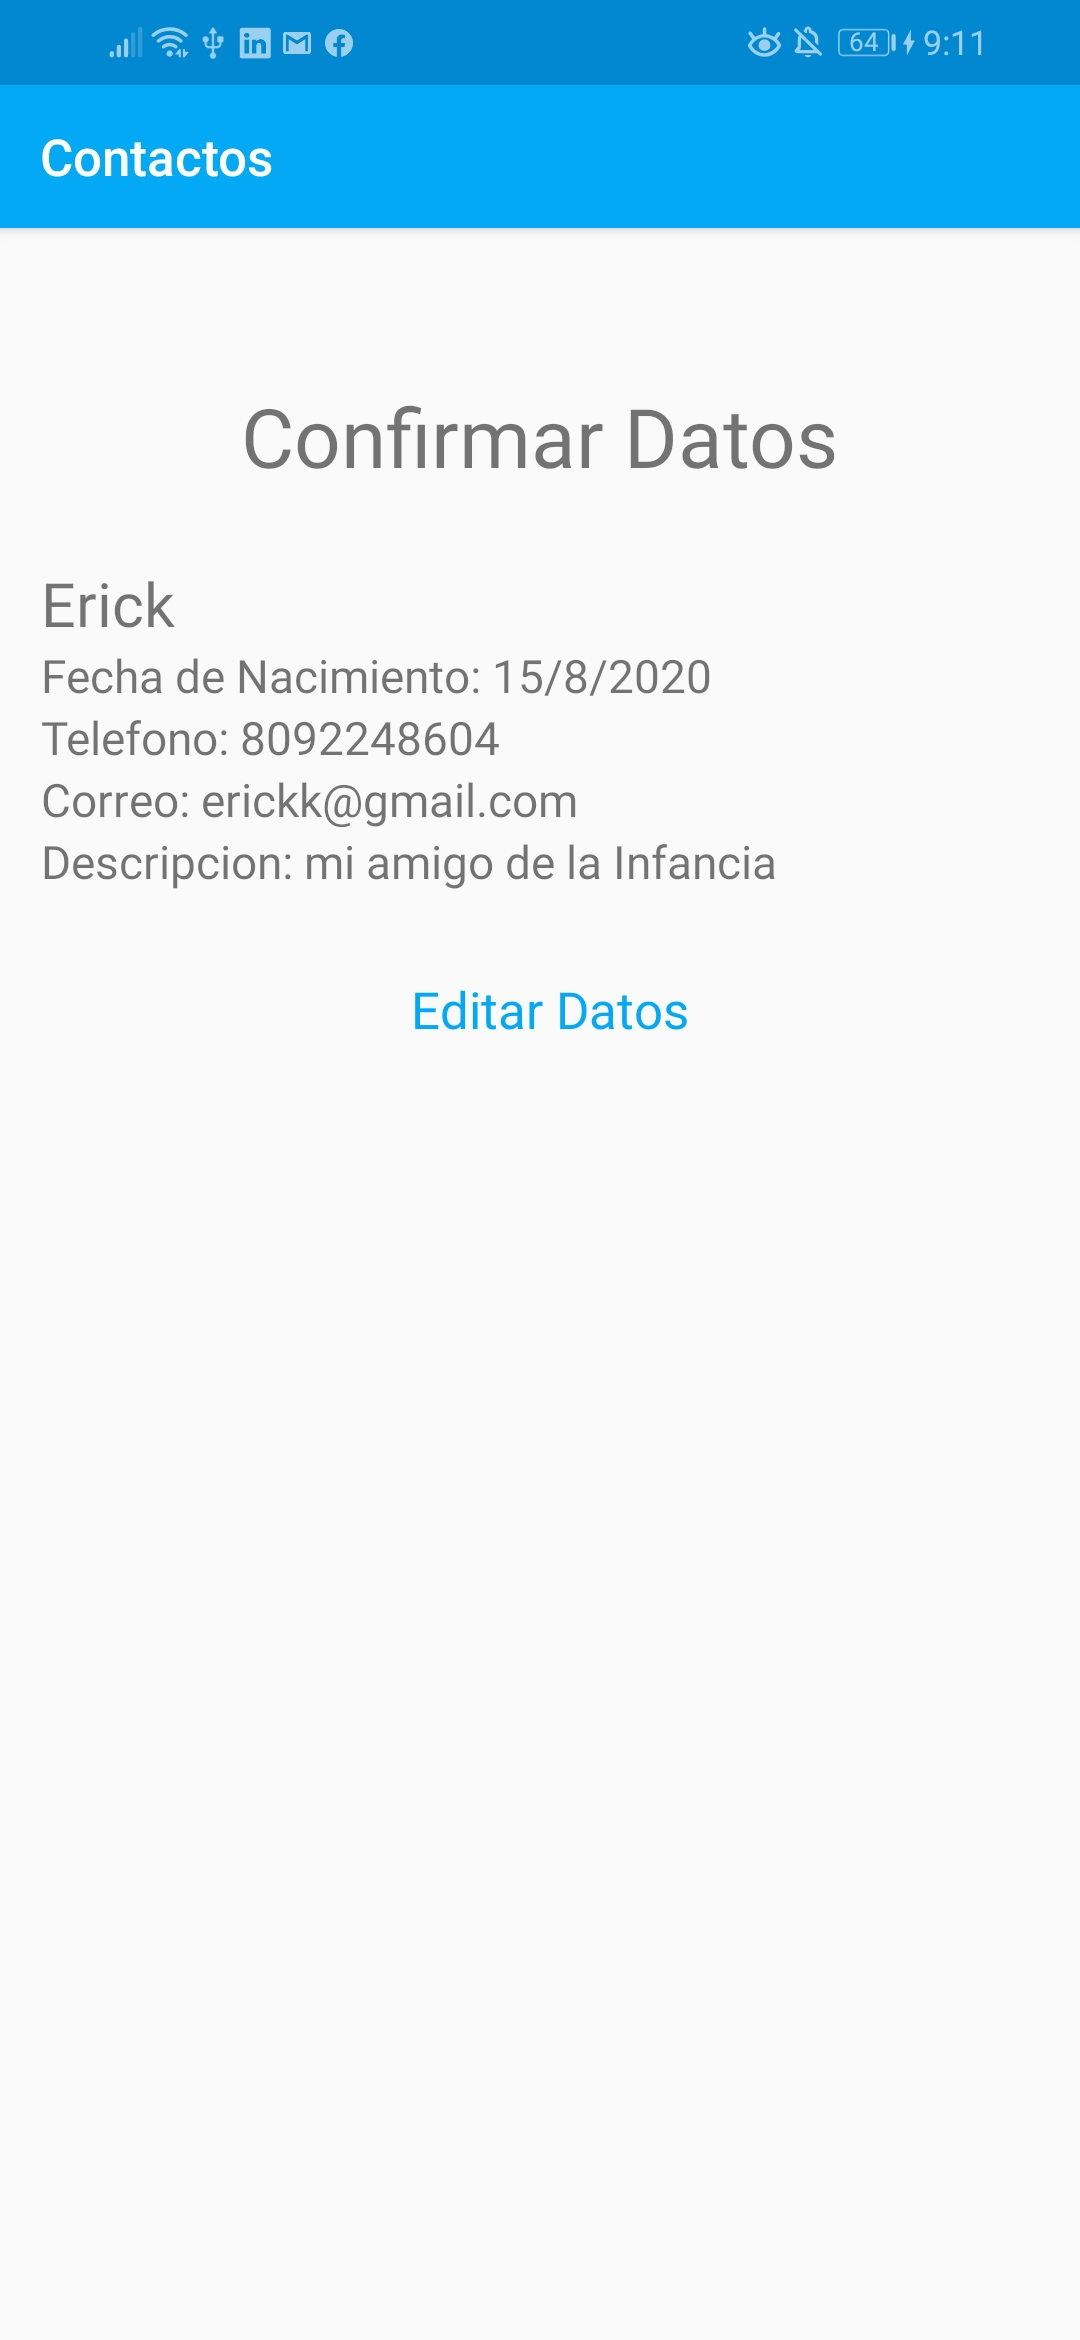 64 9:11
Contactos
Confirmar Datos
Erick
Fecha de Nacimiento: 15/8/2020
Telefono: 8092248604
Correo: erickk@gmail.com
Descripcion: mi amigo de la Infancia
Editar Datos